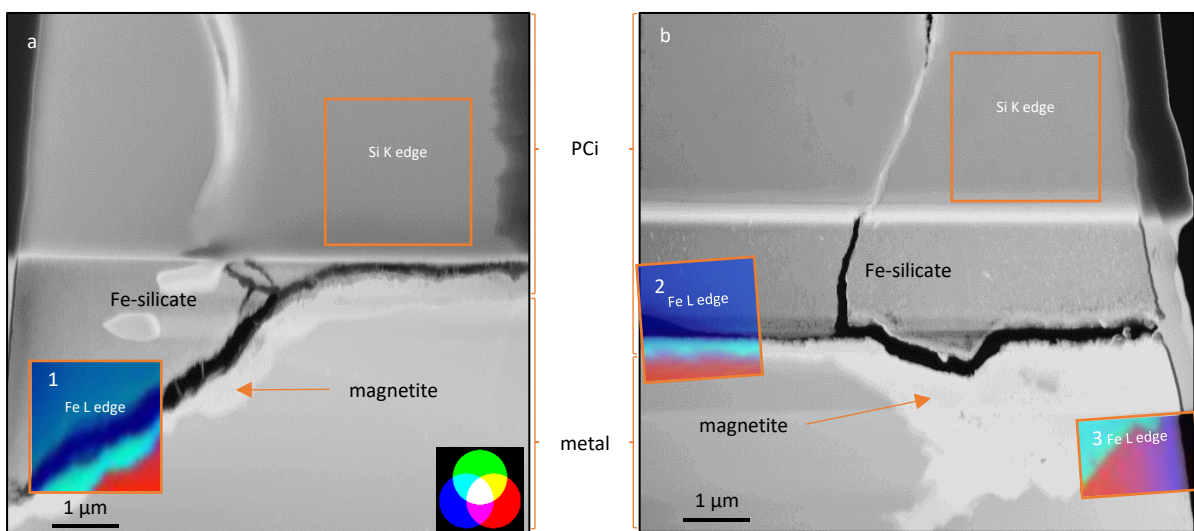 a
Si K edge
Fe-silicate
1
Fe L edge
magnetite
1 µm
PCi
metal
b
Si K edge
Fe-silicate
2
Fe L edge
magnetite
3 Fe L edge
1 µm